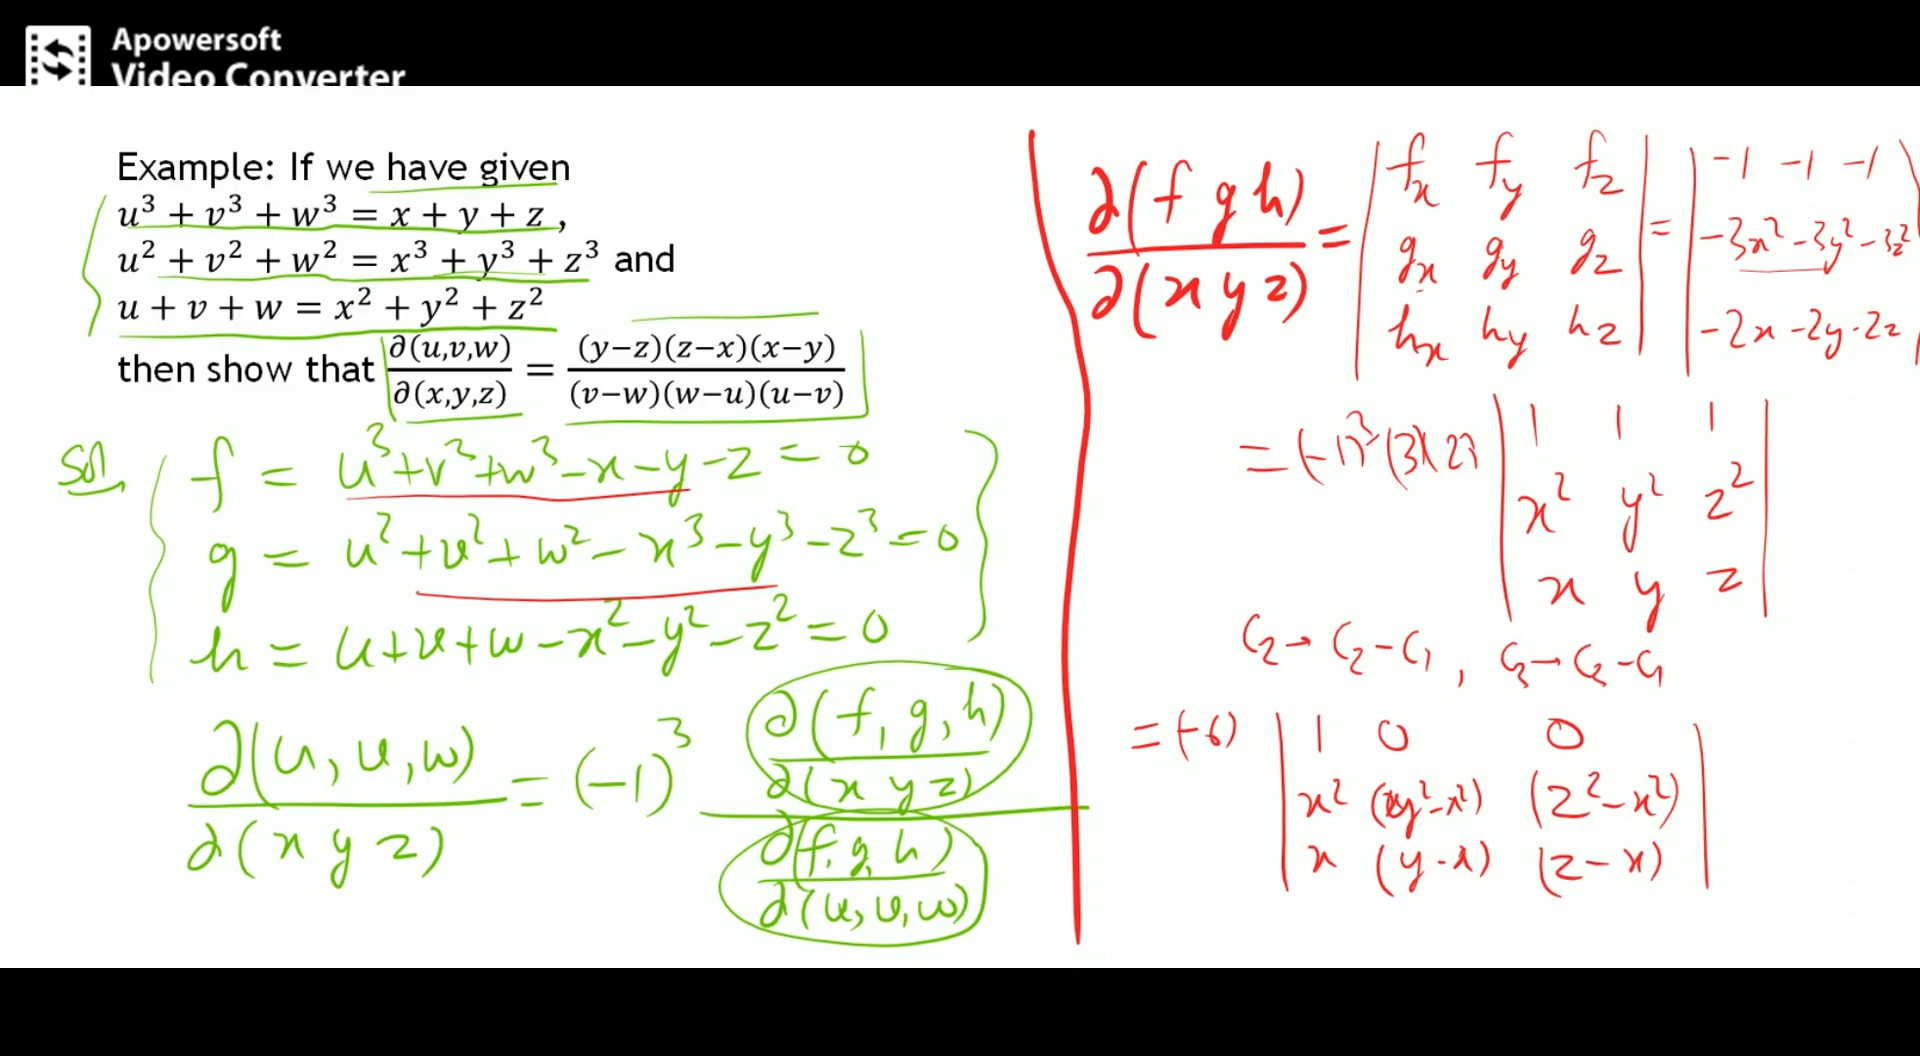 Apowersoft
Video Converter
Example: If we have given
u³ + v³ + w³ = x + y + z ,
u² + v² + w² = x³ + y³ + z³ and
u + v + w = x² + y² + z²
then show that ∂(u,v,w)/∂(x,y,z) = (y−z)(z−x)(x−y)/(v−w)(w−u)(u−v)
Sol
f = u³+v³+w³−x−y−z = 0
g = u²+v²+w²−x³−y³−z³ = 0
h = u+v+w−x²−y²−z² = 0
∂(u,v,w)/∂(x y z) = (−1)³ ∂(f,g,h)/∂(x y z) / ∂(f,g,h)/∂(u,v,w)
∂(f g h)/∂(x y z) = | fx fy fz | = | −1 −1 −1 |
| gx gy gz | | −3x² −3y² −3z² |
| hx hy hz | | −2x −2y -2z |
= (−1)³ (3)(2) | 1 1 1 |
| x² y² z² |
| x y z |
C₂→ C₂−C₁ , C₃→ C₃−C₁
= (−6) | 1 0 0 |
| x² (y²−x²) (z²−x²) |
| x (y-x) (z−x) |